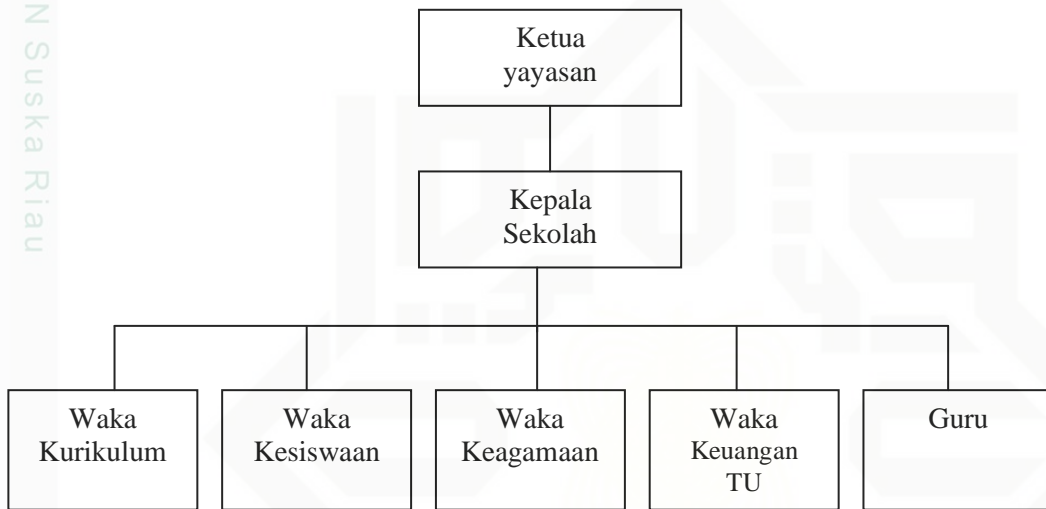 N Suska Riau
Ketua
yayasan
Kepala
Sekolah
Waka
Kurikulum
Waka
Kesiswaan
Waka
Keagamaan
Waka
Keuangan
TU
Guru